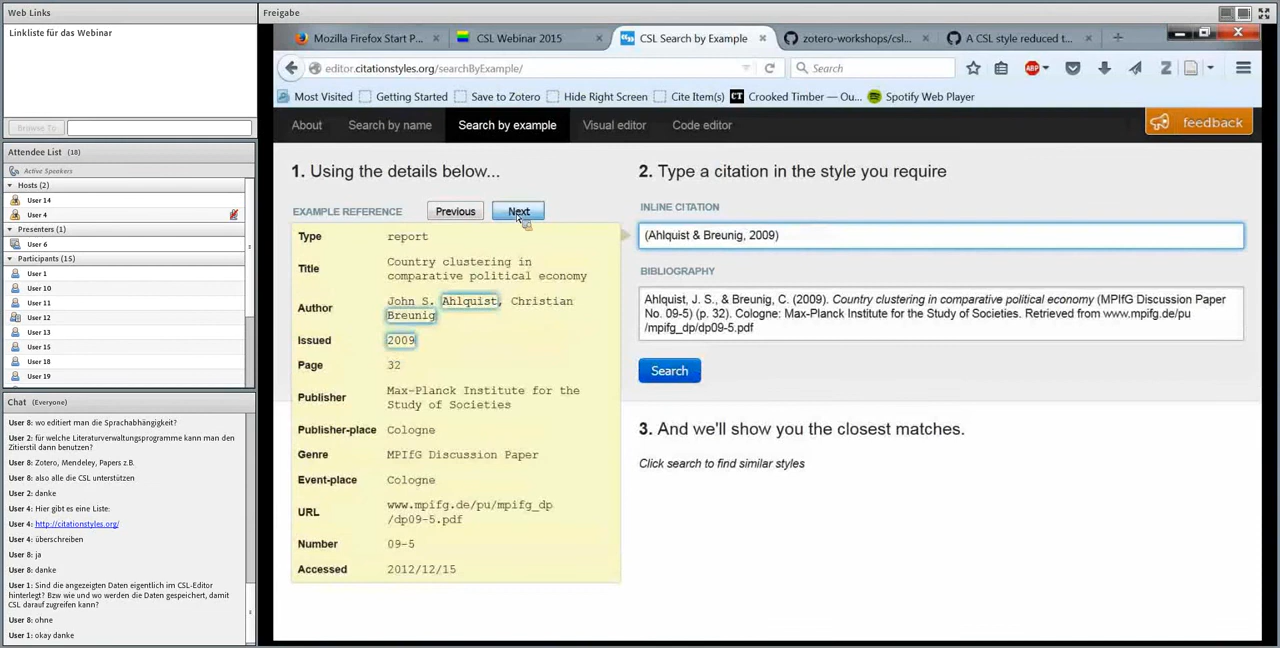 Web Links
Linkliste für das Webinar
Browse To
Attendee List (18)
Active Speakers
Hosts (2)
User 14
User 4
Presenters (1)
User 6
Participants (15)
User 1
User 10
User 11
User 12
User 13
User 15
User 18
User 19
Chat (Everyone)
User 8: wo editiert man die Sprachabhängigkeit?
User 2: für welche Literaturverwaltungsprogramme kann man den
Zitierstil dann benutzen?
User 8: Zotero, Mendeley, Papers z.B.
User 8: also alle die CSL unterstützen
User 2: danke
User 4: Hier gibt es eine Liste:
User 4: http://citationstyles.org/
User 4: überschreiben
User 8: ja
User 8: danke
User 1: Sind die angezeigten Daten eigentlich im CSL-Editor
hinterlegt? Bzw wie und wo werden die Daten gespeichert, damit
CSL darauf zugreifen kann?
User 8: ohne
User 1: okay danke
Freigabe
Mozilla Firefox Start P...
CSL Webinar 2015
CSL Search by Example
zotero-workshops/csl...
A CSL style reduced t...
editor.citationstyles.org/searchByExample/
Search
ABP
Z
Most Visited
Getting Started
Save to Zotero
Hide Right Screen
Cite Item(s)
CT Crooked Timber — Ou...
Spotify Web Player
About
Search by name
Search by example
Visual editor
Code editor
feedback
1. Using the details below...
EXAMPLE REFERENCE
Previous
Next
Type report
Title Country clustering in
comparative political economy
Author John S. Ahlquist, Christian
Breunig
Issued 2009
Page 32
Publisher Max-Planck Institute for the
Study of Societies
Publisher-place Cologne
Genre MPIfG Discussion Paper
Event-place Cologne
URL www.mpifg.de/pu/mpifg_dp
/dp09-5.pdf
Number 09-5
Accessed 2012/12/15
2. Type a citation in the style you require
INLINE CITATION
(Ahlquist & Breunig, 2009)
BIBLIOGRAPHY
Ahlquist, J. S., & Breunig, C. (2009). Country clustering in comparative political economy (MPIfG Discussion Paper
No. 09-5) (p. 32). Cologne: Max-Planck Institute for the Study of Societies. Retrieved from www.mpifg.de/pu
/mpifg_dp/dp09-5.pdf
Search
3. And we'll show you the closest matches.
Click search to find similar styles